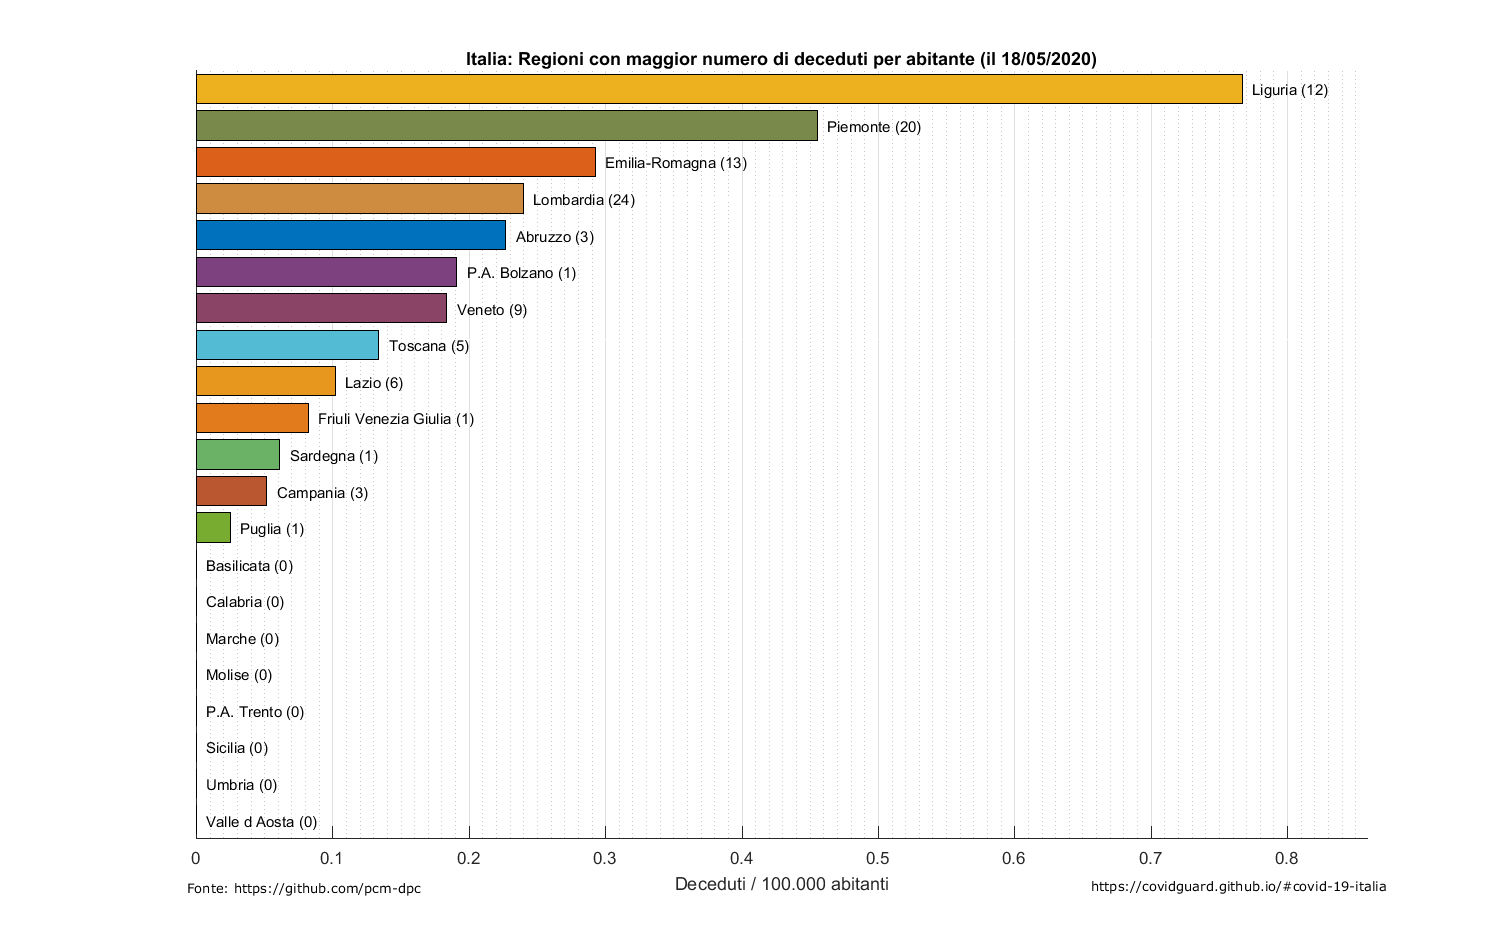 Italia: Regioni con maggior numero di deceduti per abitante (il 18/05/2020)
Liguria (12)
Piemonte (20)
Emilia-Romagna (13)
Lombardia (24)
Abruzzo (3)
P.A. Bolzano (1)
Veneto (9)
Toscana (5)
Lazio (6)
Friuli Venezia Giulia (1)
Sardegna (1)
Campania (3)
Puglia (1)
Basilicata (0)
Calabria (0)
Marche (0)
Molise (0)
P.A. Trento (0)
Sicilia (0)
Umbria (0)
Valle d Aosta (0)
0 0.1 0.2 0.3 0.4 0.5 0.6 0.7 0.8
Deceduti / 100.000 abitanti
Fonte: https://github.com/pcm-dpc
https://covidguard.github.io/#covid-19-italia